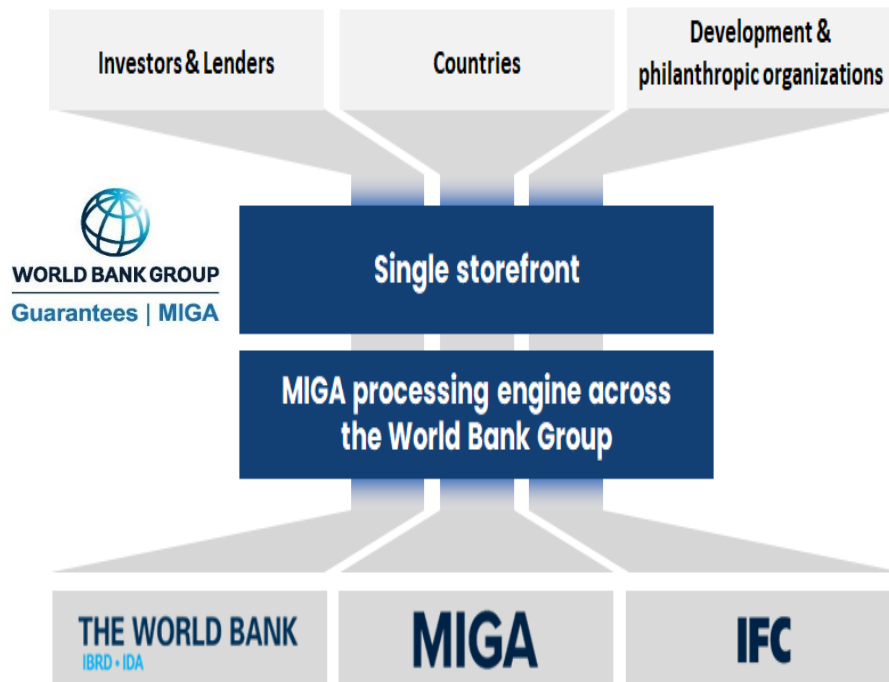 Investors & Lenders
Countries
Development &
philanthropic organizations
WORLD BANK GROUP
Guarantees | MIGA
Single storefront
MIGA processing engine across
the World Bank Group
THE WORLD BANK
IBRD • IDA
MIGA
IFC